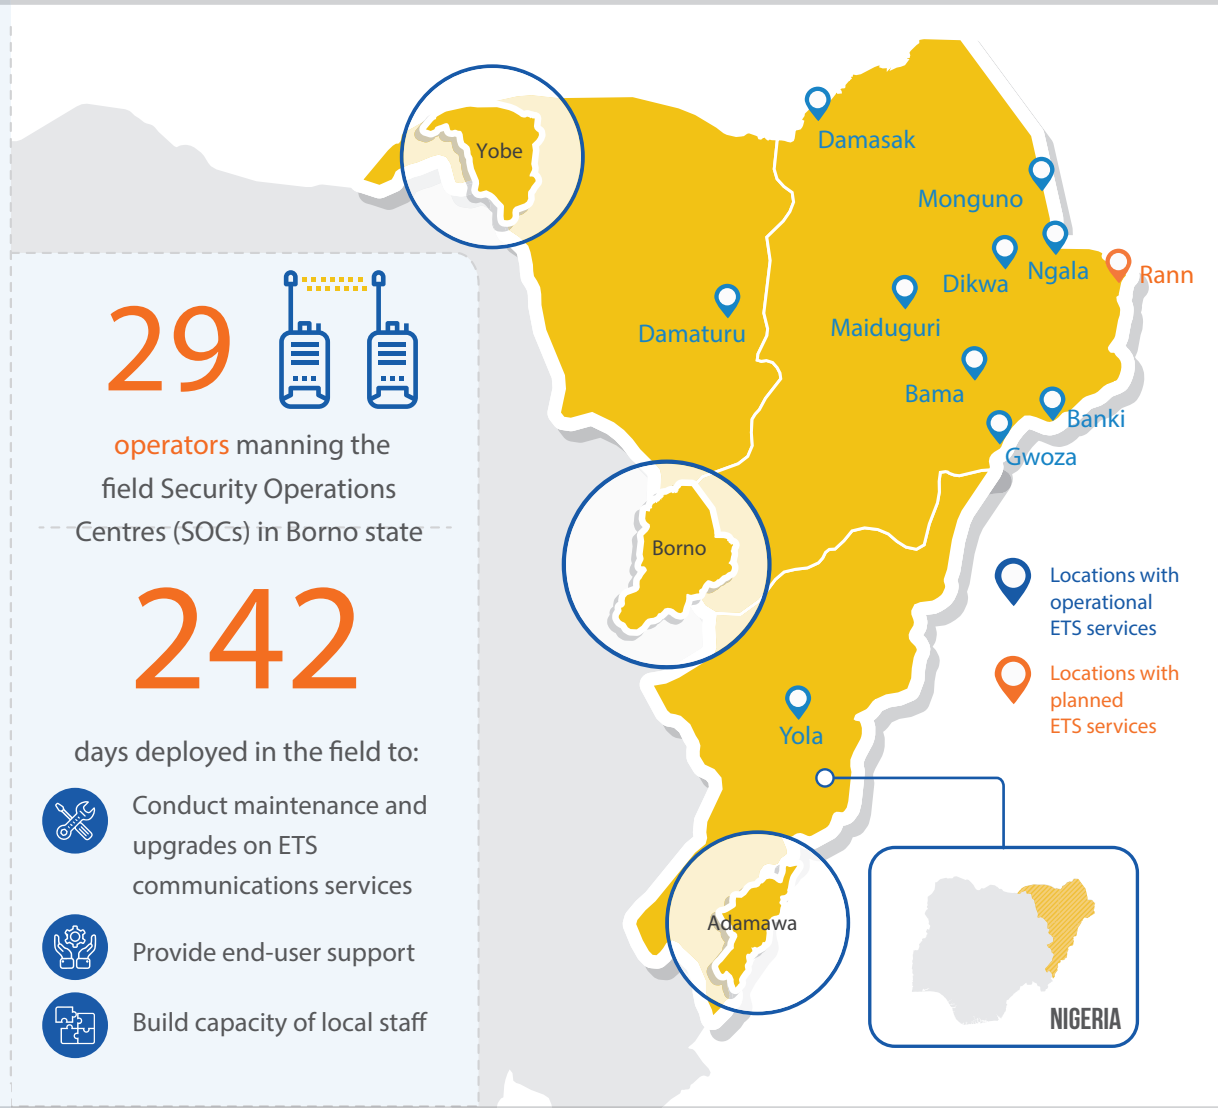 Yobe
Damasak
Monguno
Ngala
Dikwa
Rann
Maiduguri
Damaturu
Bama
Banki
Gwoza
29
operators manning the
field Security Operations
Centres (SOCs) in Borno state
242
days deployed in the field to:
Conduct maintenance and
upgrades on ETS
communications services
Provide end-user support
Build capacity of local staff
Borno
Locations with
operational
ETS services
Locations with
planned
ETS services
Yola
Adamawa
NIGERIA